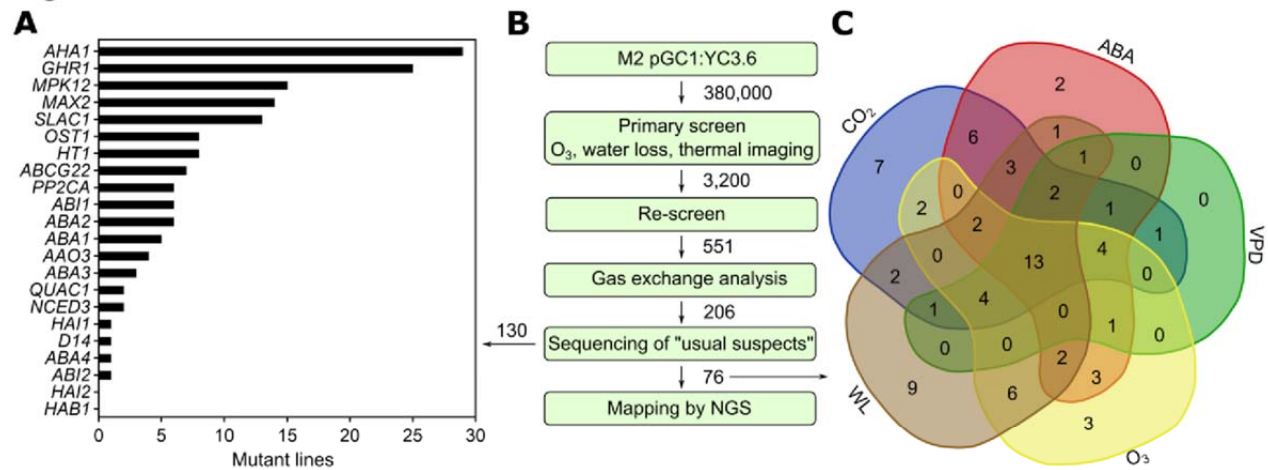 A
AHA1
GHR1
MPK12
MAX2
SLAC1
OST1
HT1
ABCG22
PP2CA
ABI1
ABA2
ABA1
AAO3
ABA3
QUAC1
NCED3
HAI1
D14
ABA4
ABI2
HAI2
HAB1
0 5 10 15 20 25 30
Mutant lines
B
M2 pGC1:YC3.6
380,000
Primary screen
O3, water loss, thermal imaging
3,200
Re-screen
551
Gas exchange analysis
206
130
Sequencing of "usual suspects"
76
Mapping by NGS
C
ABA
2
CO2
6
1
7
3
1
0
0
2
0
2
1
VPD
2
1
0
4
2
13
0
4
1
0
1
0
0
0
2
WL
9
6
3
3
O3